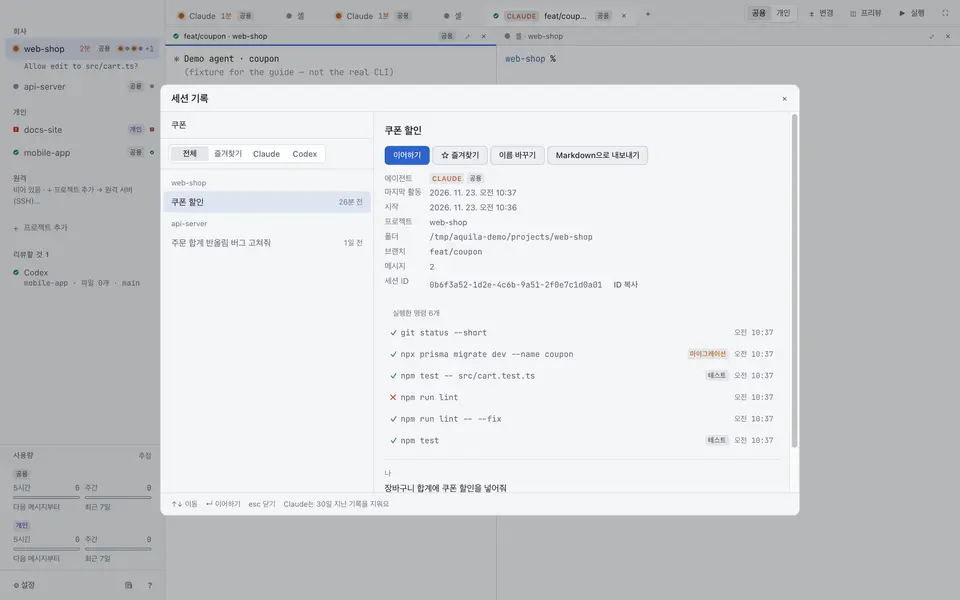 회사
web-shop 2분 공용 +1
Allow edit to src/cart.ts?
api-server 공용
개인
docs-site 개인
mobile-app 공용
원격
비어 있음 · + 프로젝트 추가 → 원격 서버
(SSH)…
+ 프로젝트 추가
리뷰할 것 1
Codex
mobile-app · 파일 0개 · main
사용량 추정
공용
5시간 0 주간 0
다음 메시지부터 최근 7일
개인
5시간 0 주간 0
다음 메시지부터 최근 7일
설정 ?
Claude 1분 공용
셸
Claude 1분 공용
셸
CLAUDE feat/coup… 공용 ×
+
공용 개인
변경
프리뷰
실행
feat/coupon · web-shop 공용 ×
셸 · web-shop ×
* Demo agent · coupon
(fixture for the guide — not the real CLI)
web-shop %
세션 기록 ×
쿠폰
전체 즐겨찾기 Claude Codex
web-shop
쿠폰 할인 26분 전
api-server
주문 합계 반올림 버그 고쳐줘 1일 전
쿠폰 할인
이어하기 ☆ 즐겨찾기 이름 바꾸기 Markdown으로 내보내기
에이전트 CLAUDE 공용
마지막 활동 2026. 11. 23. 오전 10:37
시작 2026. 11. 23. 오전 10:36
프로젝트 web-shop
폴더 /tmp/aquila-demo/projects/web-shop
브랜치 feat/coupon
메시지 2
세션 ID 0b6f3a52-1d2e-4c6b-9a51-2f0e7c1d0a01 ID 복사
실행한 명령 6개
✓ git status --short 오전 10:37
✓ npx prisma migrate dev --name coupon 마이그레이션 오전 10:37
✓ npm test -- src/cart.test.ts 테스트 오전 10:37
✗ npm run lint 오전 10:37
✓ npm run lint -- --fix 오전 10:37
✓ npm test 테스트 오전 10:37
나
장바구니 합계에 쿠폰 할인을 넣어줘
↑↓ 이동 ↵ 이어하기 esc 닫기 Claude는 30일 지난 기록을 지워요